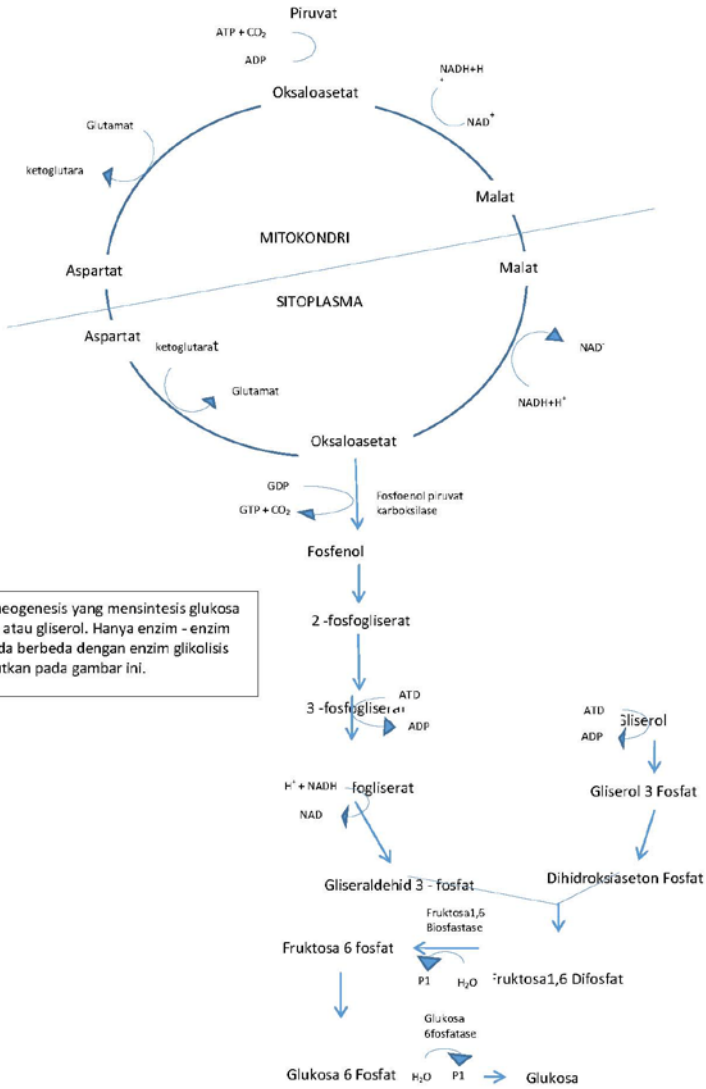 Piruvat
ATP + CO₂
ADP
Oksaloasetat
NADH+H
+
NAD⁺
Glutamat
ketoglutara
Malat
MITOKONDRI
Aspartat
Malat
SITOPLASMA
Aspartat
ketoglutarat
Glutamat
NAD
NADH+H⁺
Oksaloasetat
GDP
GTP + CO₂
Fosfoenol piruvat
karboksilase
Fosfenol
2 -fosfogliserat
neogenesis yang mensintesis glukosa
atau gliserol. Hanya enzim - enzim
da berbeda dengan enzim glikolisis
utkan pada gambar ini.
3 -fosfogliserat
ATD
ADP
ATD
ADP
Gliserol
H⁺ + NADH
fogliserat
NAD
Gliserol 3 Fosfat
Gliseraldehid 3 - fosfat
Dihidroksiaseton Fosfat
Fruktosa1,6
Biosfastase
Fruktosa 6 fosfat
P1
H₂O
Fruktosa1,6 Difosfat
Glukosa
6fosfatase
Glukosa 6 Fosfat
H₂O
P1
Glukosa